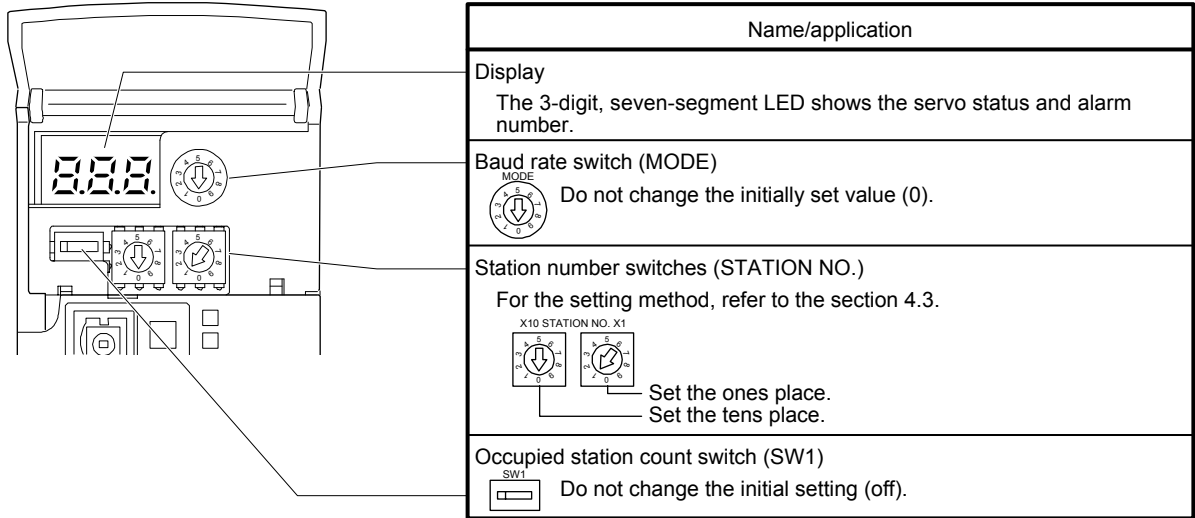 Name/application
Display
The 3-digit, seven-segment LED shows the servo status and alarm
number.
8.8.8.
Baud rate switch (MODE)
MODE
Do not change the initially set value (0).
Station number switches (STATION NO.)
For the setting method, refer to the section 4.3.
X10 STATION NO. X1
Set the ones place.
Set the tens place.
Occupied station count switch (SW1)
SW1
Do not change the initial setting (off).